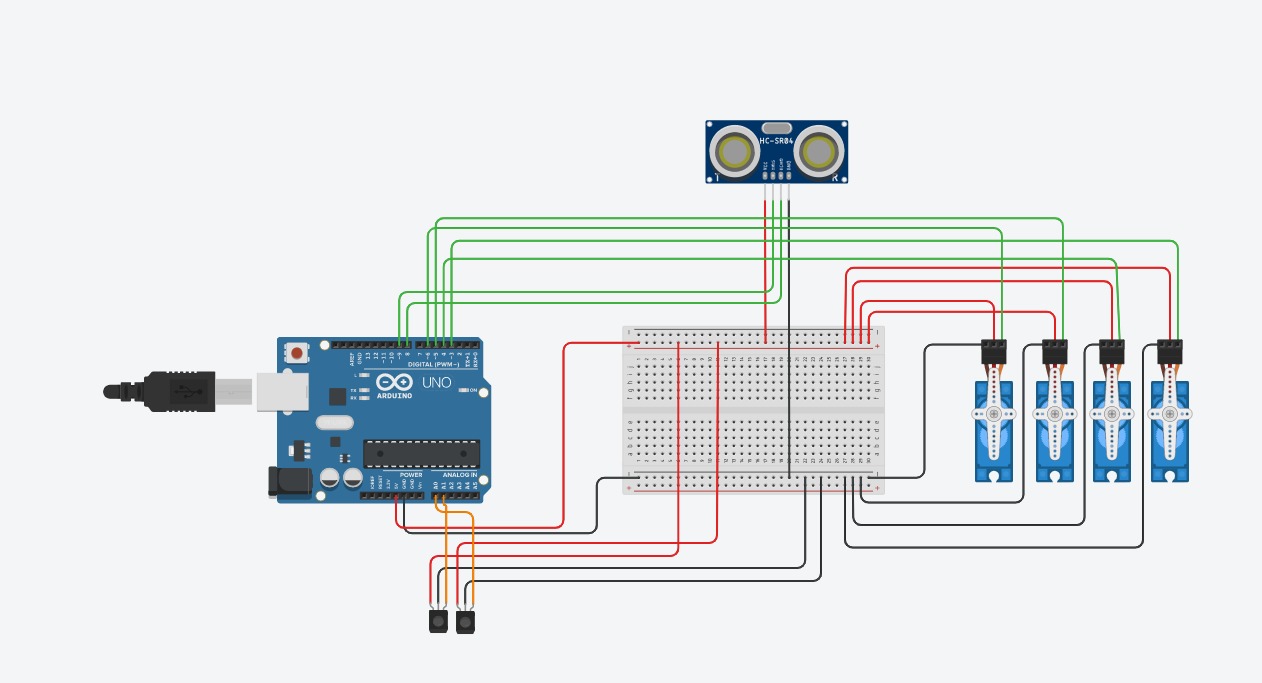 HC-SR04
VCC
TRIG
ECHO
GND
T
R
AREF
GND
13
12
~11
~10
~9
8
7
~6
~5
4
~3
2
TX→1
RX←0
DIGITAL (PWM~)
L
TX
RX
ARDUINO
UNO
ON
POWER
ANALOG IN
IOREF
RESET
3.3V
5V
GND
GND
Vin
A0
A1
A2
A3
A4
A5